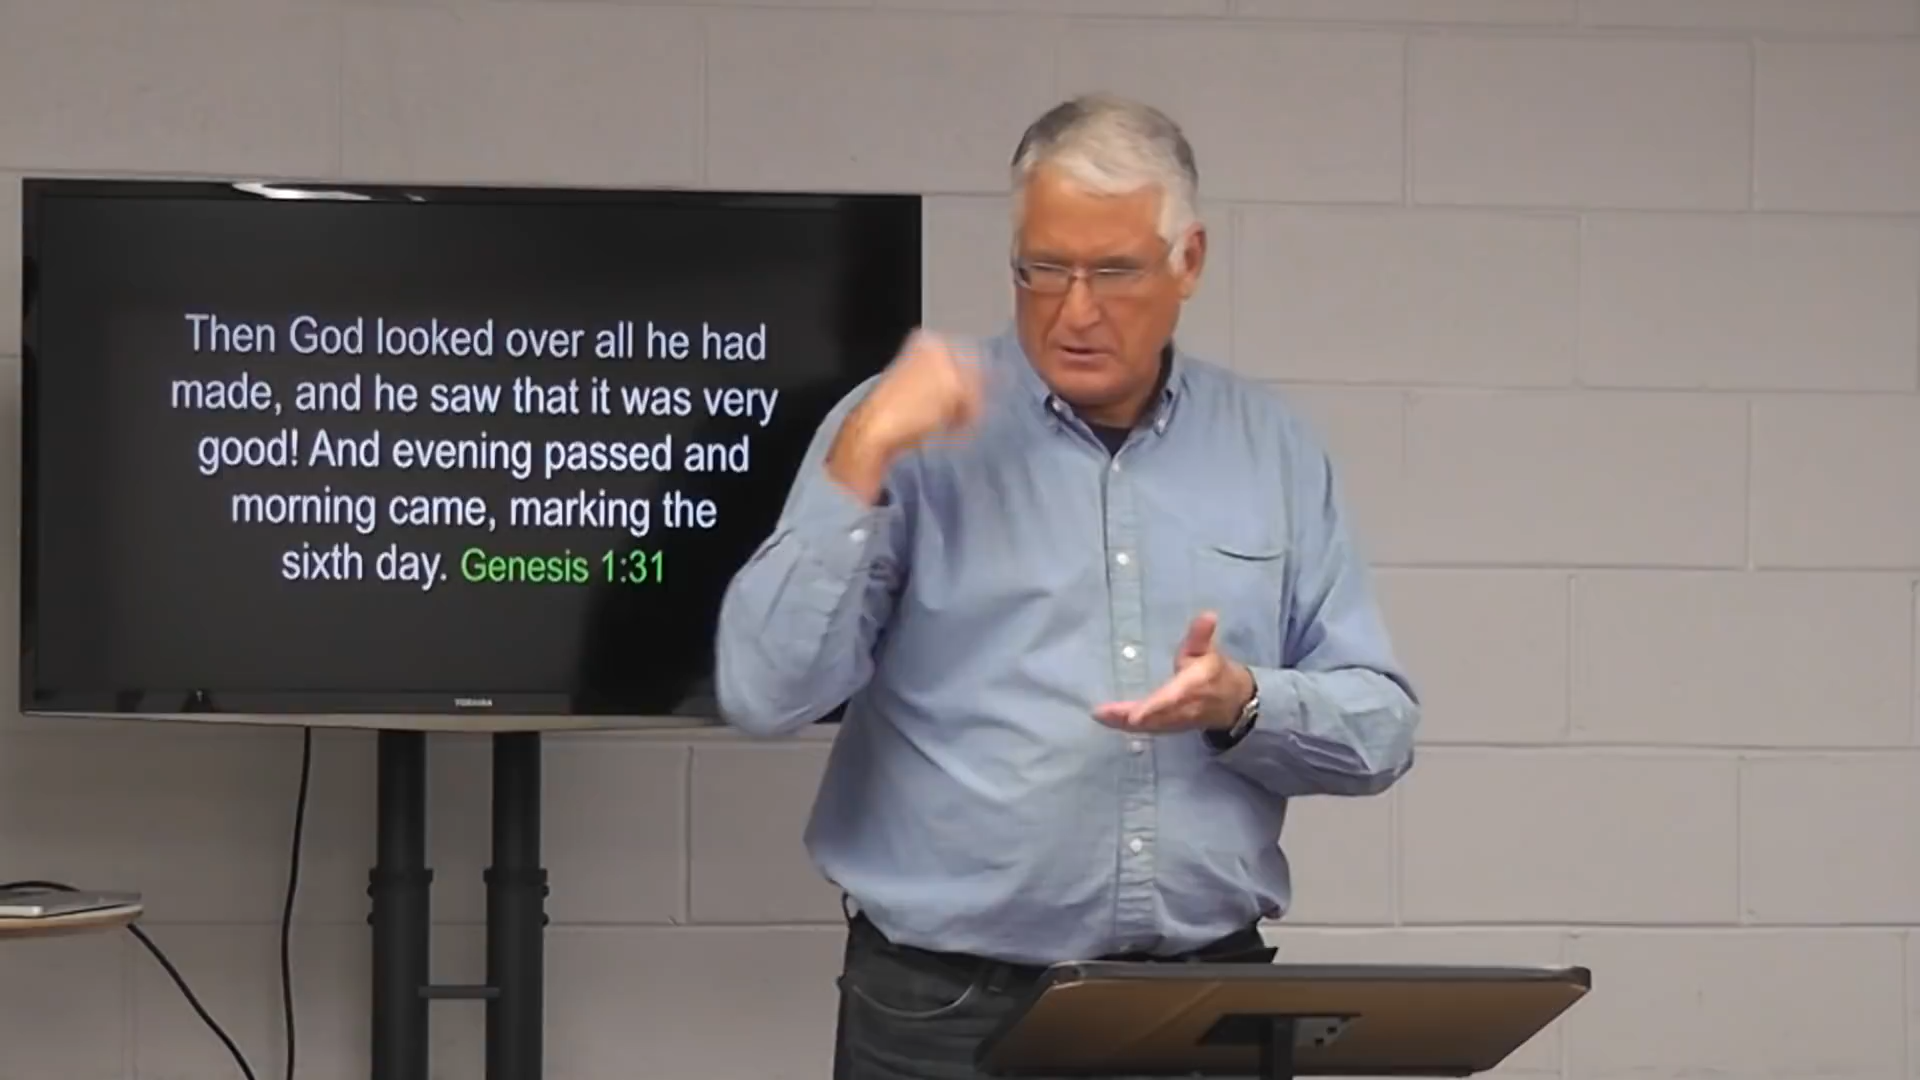 Then God looked over all he had
made, and he saw that it was very
good! And evening passed and
morning came, marking the
sixth day. Genesis 1:31
TOSHIBA